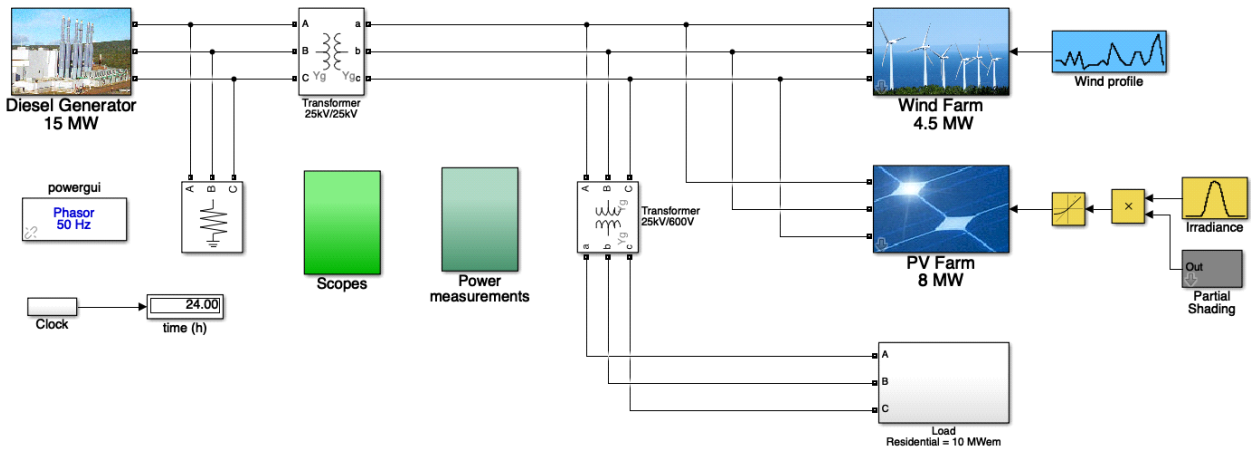 Diesel Generator
15 MW
A
B
C
a
b
c
Yg
Yg
Transformer
25kV/25kV
Wind Farm
4.5 MW
Wind profile
powergui
Phasor
50 Hz
A
B
C
Scopes
Power
measurements
A
B
C
Yg
Yg
a
b
c
Transformer
25kV/600V
PV Farm
8 MW
×
Irradiance
Out
Partial
Shading
Clock
24.00
time (h)
A
B
C
Load
Residential = 10 MWem